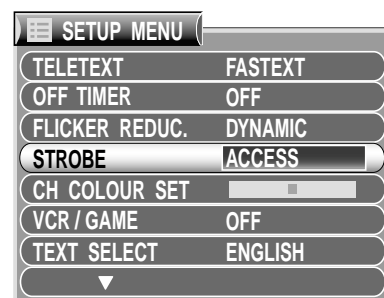 SETUP MENU
TELETEXT FASTEXT
OFF TIMER OFF
FLICKER REDUC. DYNAMIC
STROBE ACCESS
CH COLOUR SET
VCR / GAME OFF
TEXT SELECT ENGLISH